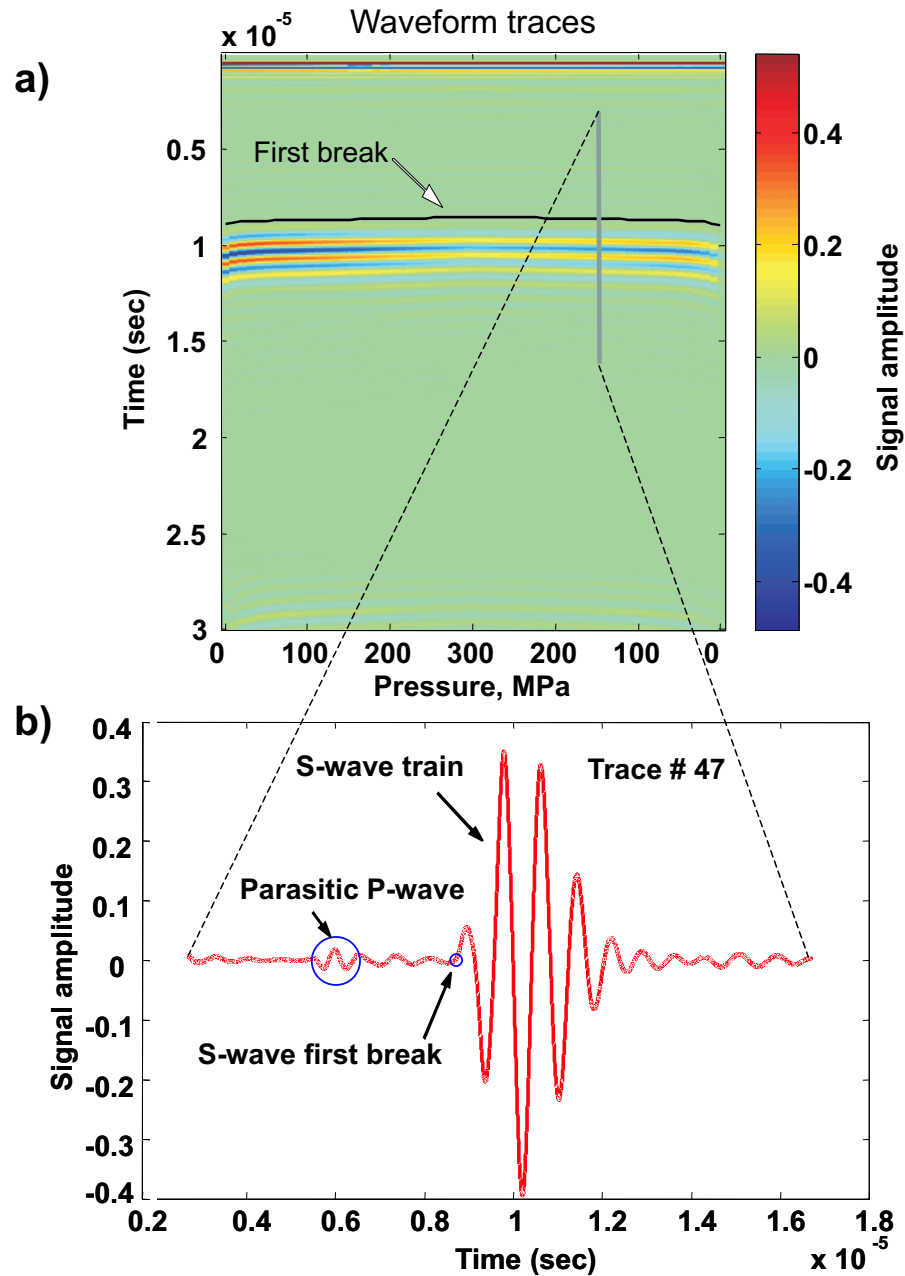 Waveform traces
x 10-5
a)
First break
0.5
1
1.5
2
2.5
3
Time (sec)
0 100 200 300 200 100 0
Pressure, MPa
0.4
0.2
0
-0.2
-0.4
Signal amplitude
b)
0.4
0.3
0.2
0.1
0
-0.1
-0.2
-0.3
-0.4
Signal amplitude
S-wave train
Trace # 47
Parasitic P-wave
S-wave first break
0.2 0.4 0.6 0.8 1 1.2 1.4 1.6 1.8
Time (sec)
x 10-5